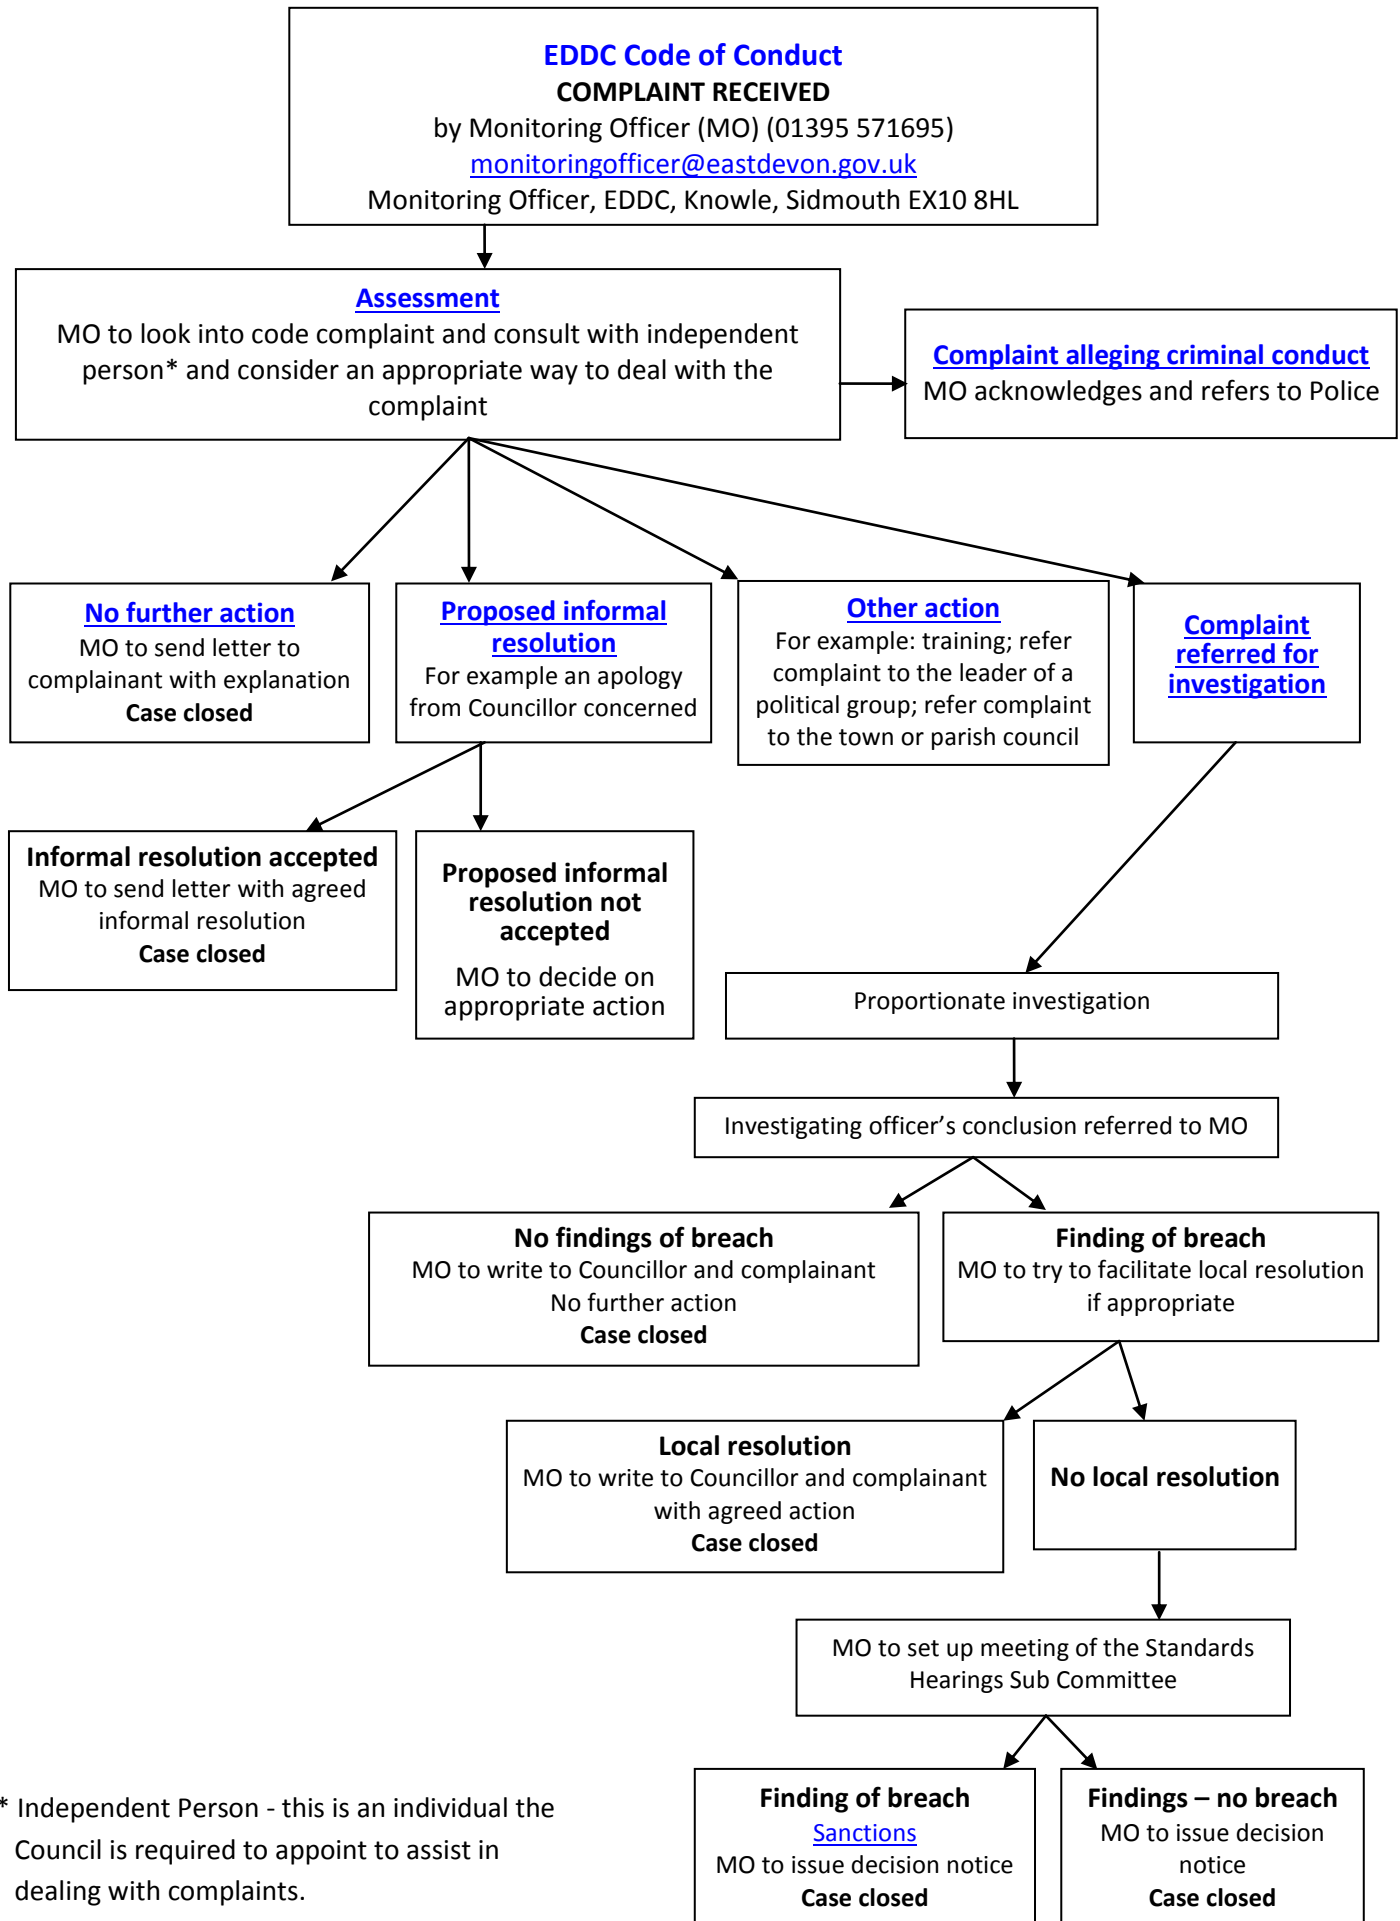 EDDC Code of Conduct
COMPLAINT RECEIVED
by Monitoring Officer (MO) (01395 571695)
monitoringofficer@eastdevon.gov.uk
Monitoring Officer, EDDC, Knowle, Sidmouth EX10 8HL
Assessment
MO to look into code complaint and consult with independent
person* and consider an appropriate way to deal with the
complaint
Complaint alleging criminal conduct
MO acknowledges and refers to Police
No further action
MO to send letter to
complainant with explanation
Case closed
Proposed informal
resolution
For example an apology
from Councillor concerned
Other action
For example: training; refer
complaint to the leader of a
political group; refer complaint
to the town or parish council
Complaint
referred for
investigation
Informal resolution accepted
MO to send letter with agreed
informal resolution
Case closed
Proposed informal
resolution not
accepted
MO to decide on
appropriate action
Proportionate investigation
Investigating officer’s conclusion referred to MO
No findings of breach
MO to write to Councillor and complainant
No further action
Case closed
Finding of breach
MO to try to facilitate local resolution
if appropriate
Local resolution
MO to write to Councillor and complainant
with agreed action
Case closed
No local resolution
MO to set up meeting of the Standards
Hearings Sub Committee
Finding of breach
Sanctions
MO to issue decision notice
Case closed
Findings – no breach
MO to issue decision
notice
Case closed
* Independent Person - this is an individual the
Council is required to appoint to assist in
dealing with complaints.